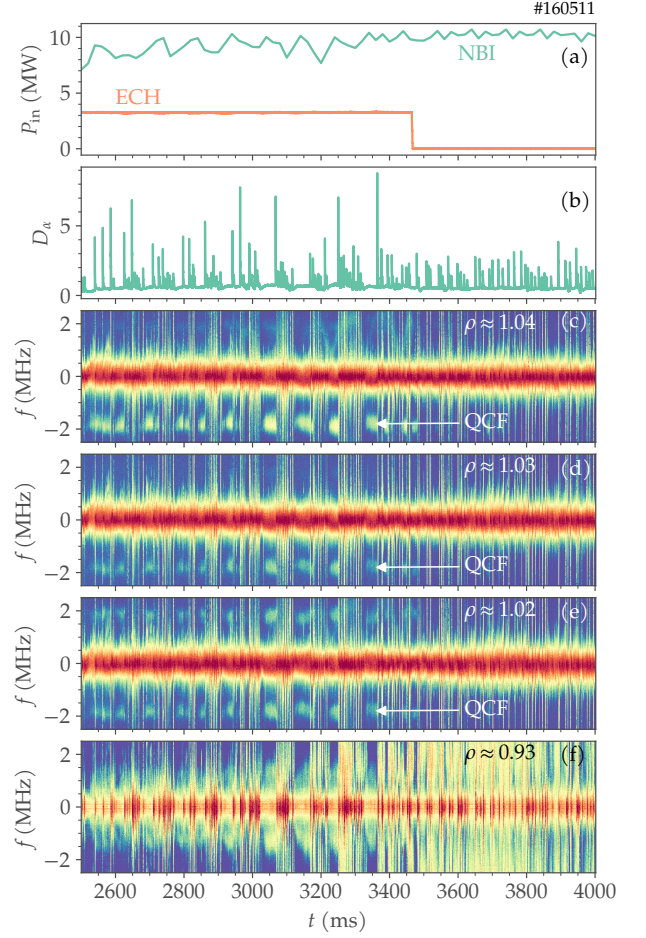 #160511
10
5
0
P_in (MW)
NBI
ECH
(a)
5
0
D_α
(b)
2
0
−2
f (MHz)
ρ ≈ 1.04 (c)
QCF
2
0
−2
f (MHz)
ρ ≈ 1.03 (d)
QCF
2
0
−2
f (MHz)
ρ ≈ 1.02 (e)
QCF
2
0
−2
f (MHz)
ρ ≈ 0.93 (f)
2600 2800 3000 3200 3400 3600 3800 4000
t (ms)